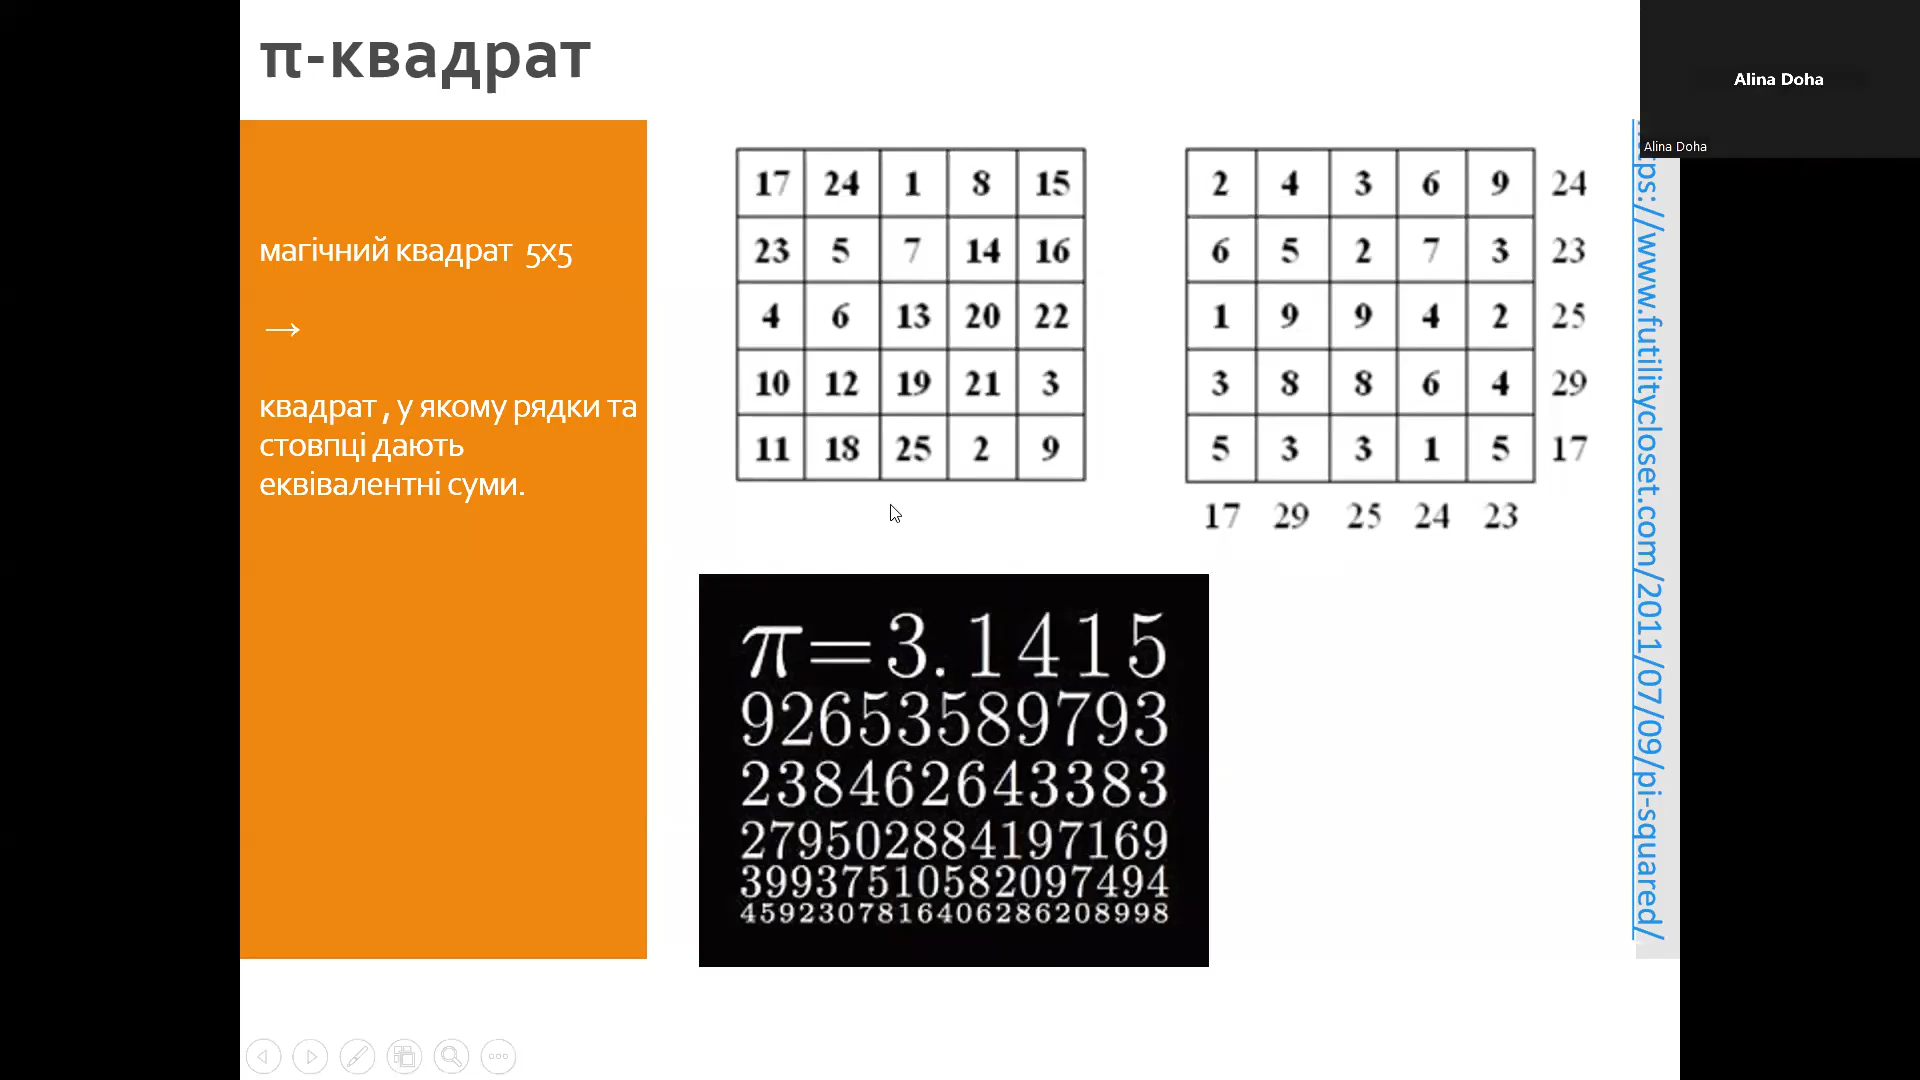 π-квадрат
Alina Doha
Alina Doha
магічний квадрат 5х5
→
квадрат , у якому рядки та
стовпці дають
еквівалентні суми.
17 24 1 8 15
23 5 7 14 16
4 6 13 20 22
10 12 19 21 3
11 18 25 2 9
2 4 3 6 9 24
6 5 2 7 3 23
1 9 9 4 2 25
3 8 8 6 4 29
5 3 3 1 5 17
17 29 25 24 23
π=3.1415
92653589793
238462643383
279502884197169
39937510582097494
4592307816406286208998
ps://www.futilitycloset.com/2011/07/09/pi-squared/